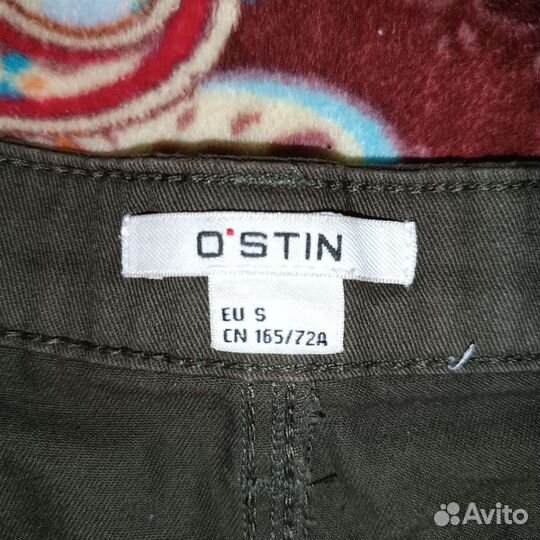 O'STIN
EU S
CN 165/72A
Avito